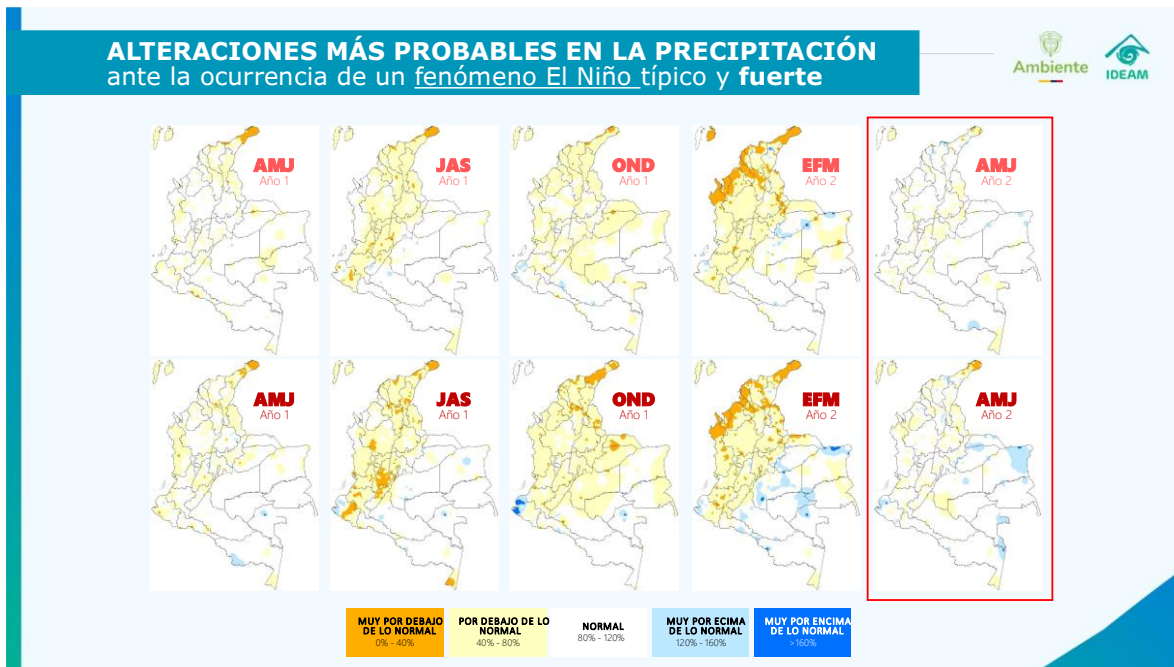 ALTERACIONES MÁS PROBABLES EN LA PRECIPITACIÓN
ante la ocurrencia de un fenómeno El Niño típico y fuerte
Ambiente
IDEAM
AMJ
Año 1
JAS
Año 1
OND
Año 1
EFM
Año 2
AMJ
Año 2
AMJ
Año 1
JAS
Año 1
OND
Año 1
EFM
Año 2
AMJ
Año 2
MUY POR DEBAJO
DE LO NORMAL
0% - 40%
POR DEBAJO DE LO
NORMAL
40% - 80%
NORMAL
80% - 120%
MUY POR ECIMA
DE LO NORMAL
120% - 160%
MUY POR ENCIMA
DE LO NORMAL
>160%